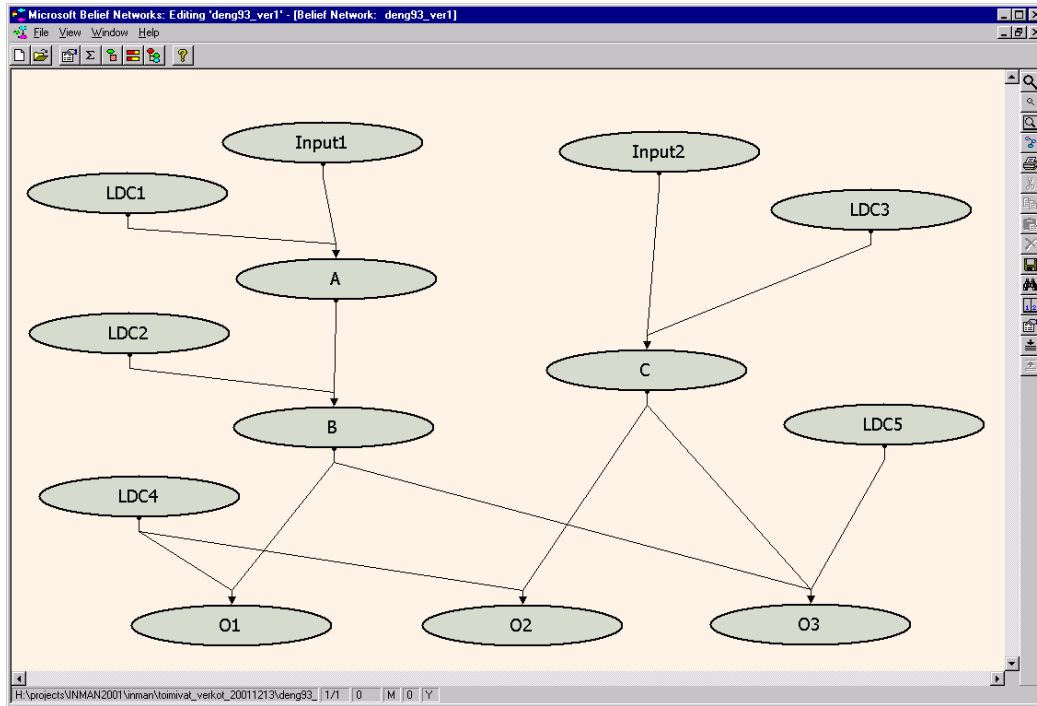 Microsoft Belief Networks: Editing 'deng93_ver1' - [Belief Network: deng93_ver1]
File View Window Help
Input1
Input2
LDC1
LDC3
A
LDC2
C
B
LDC5
LDC4
O1
O2
O3
H:\projects\INMAN2001\inman\toimivat_verkot_20011213\deng93_ 1/1 0 M 0 Y